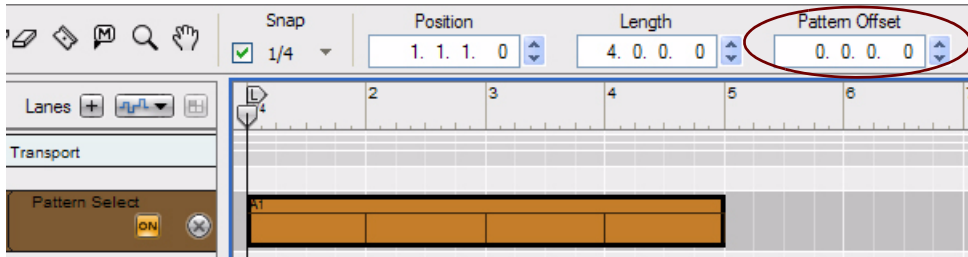 Snap Position Length Pattern Offset
M 1/4 1. 1. 1. 0 4. 0. 0. 0 0. 0. 0. 0
Lanes L 2 3 4 5 6
4
Transport
Pattern Select A1
ON